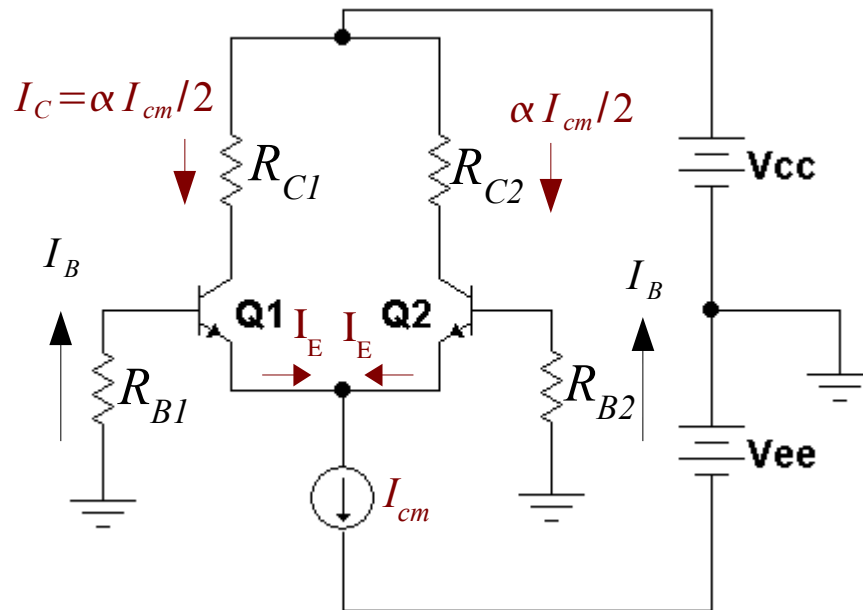 I_C = α I_cm / 2
α I_cm / 2
R_C1
R_C2
Vcc
I_B
Q1
I_E
I_E
Q2
I_B
R_B1
R_B2
Vee
I_cm